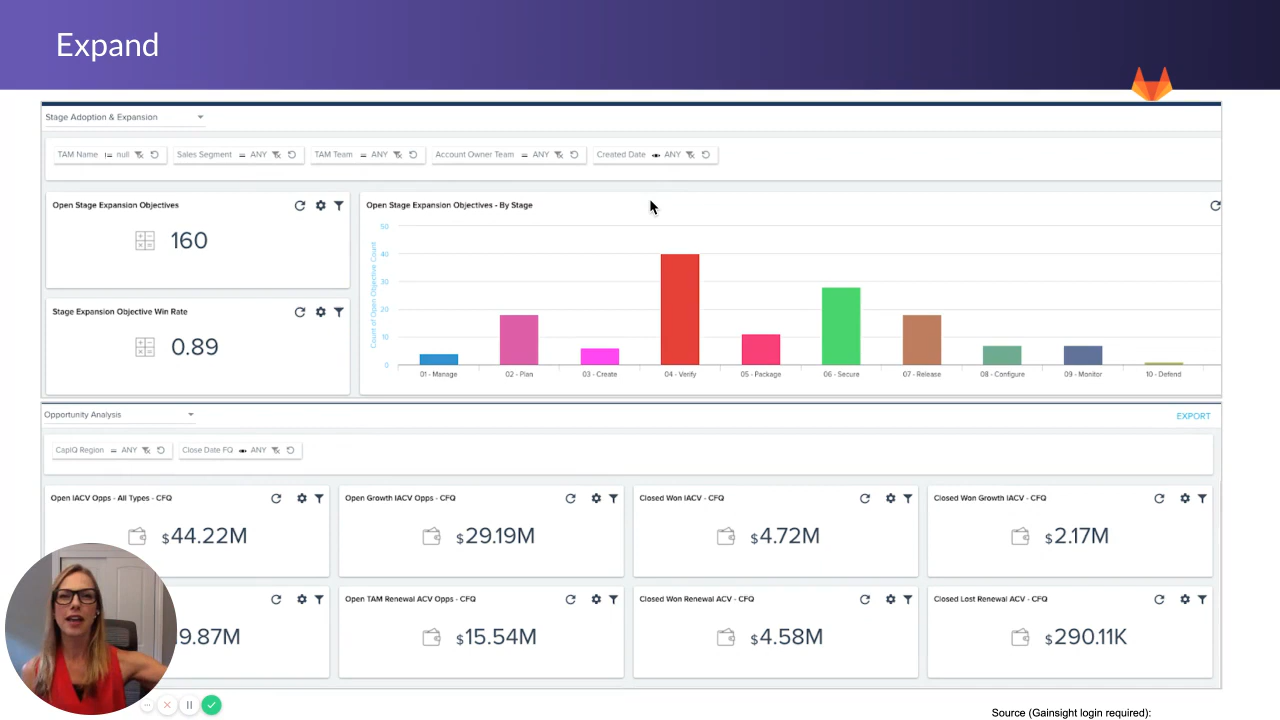 Expand
Stage Adoption & Expansion
TAM Name != null
Sales Segment = ANY
TAM Team = ANY
Account Owner Team = ANY
Created Date ANY
Open Stage Expansion Objectives
160
Stage Expansion Objective Win Rate
0.89
Open Stage Expansion Objectives - By Stage
Count of Open Objective Count
50
40
30
20
10
0
01 - Manage 02 - Plan 03 - Create 04 - Verify 05 - Package 06 - Secure 07 - Release 08 - Configure 09 - Monitor 10 - Defend
Opportunity Analysis
EXPORT
CapIQ Region = ANY
Close Date FQ ANY
Open IACV Opps - All Types - CFQ
$44.22M
Open Growth IACV Opps - CFQ
$29.19M
Closed Won IACV - CFQ
$4.72M
Closed Won Growth IACV - CFQ
$2.17M
9.87M
Open TAM Renewal ACV Opps - CFQ
$15.54M
Closed Won Renewal ACV - CFQ
$4.58M
Closed Lost Renewal ACV - CFQ
$290.11K
Source (Gainsight login required):